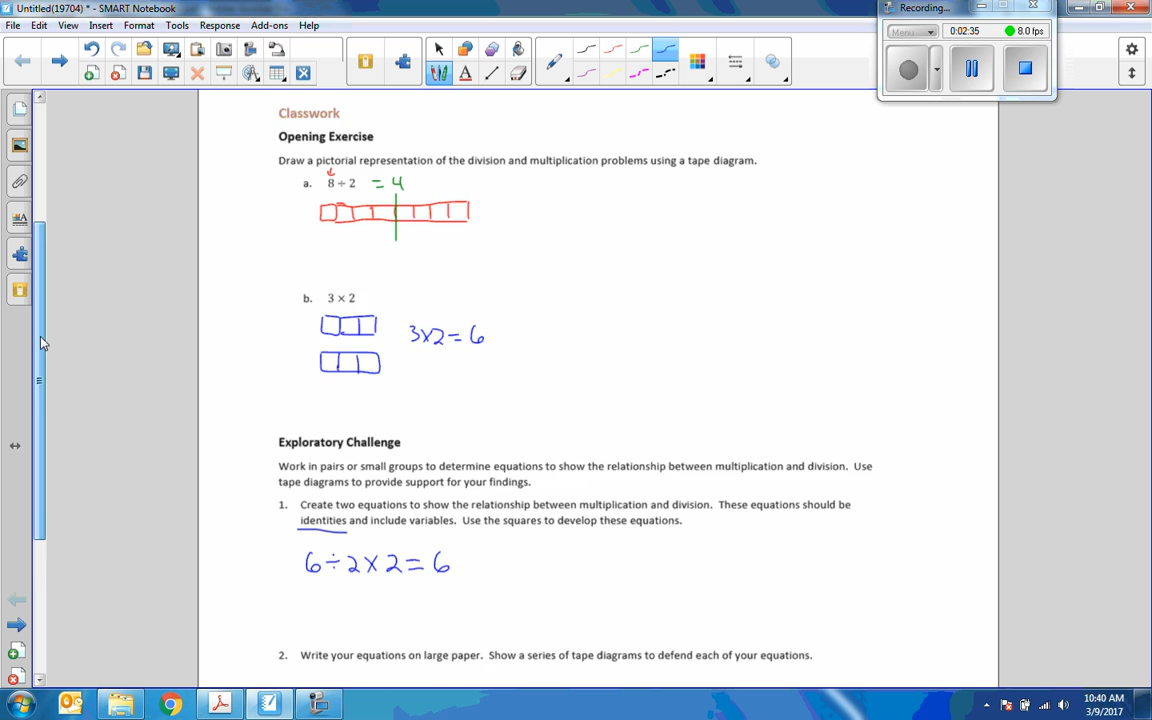 Untitled(19704) * - SMART Notebook
Recording...
File Edit View Insert Format Tools Response Add-ons Help
Menu 0:02:35 8.0 fps
Classwork
Opening Exercise
Draw a pictorial representation of the division and multiplication problems using a tape diagram.
a. 8 ÷ 2 = 4
b. 3 × 2
3×2=6
Exploratory Challenge
Work in pairs or small groups to determine equations to show the relationship between multiplication and division. Use
tape diagrams to provide support for your findings.
1. Create two equations to show the relationship between multiplication and division. These equations should be
identities and include variables. Use the squares to develop these equations.
6÷2×2=6
2. Write your equations on large paper. Show a series of tape diagrams to defend each of your equations.
10:40 AM
3/9/2017